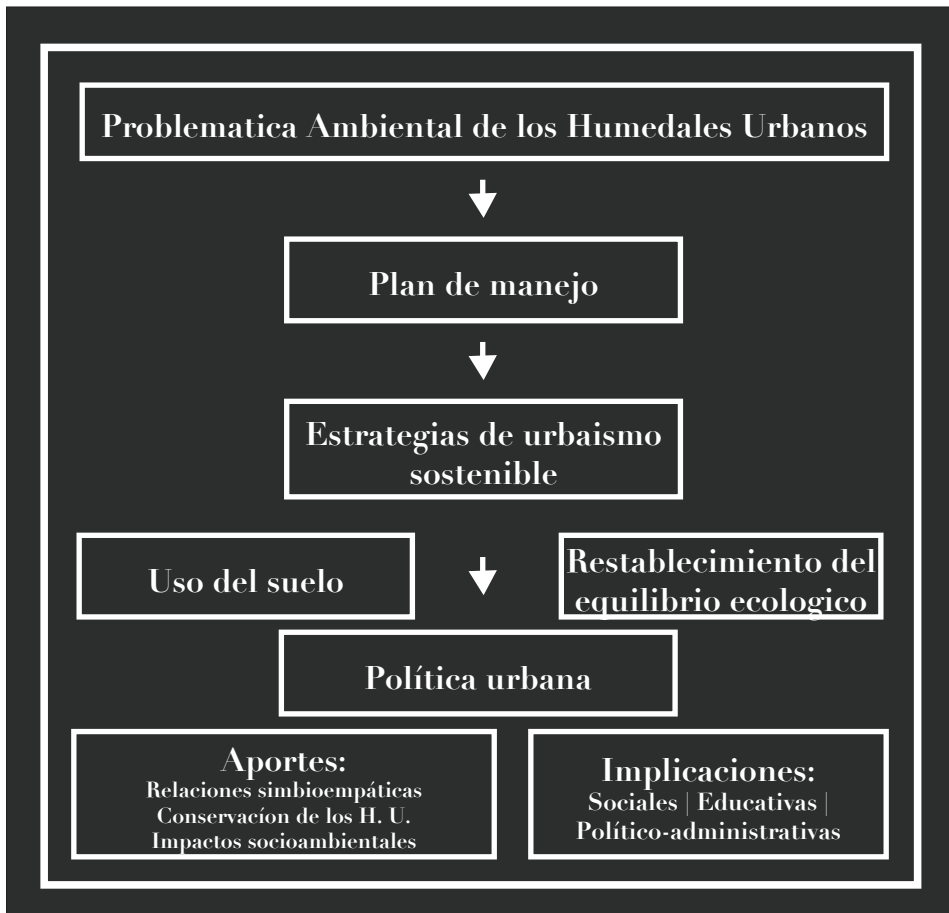 Problematica Ambiental de los Humedales Urbanos
Plan de manejo
Estrategias de urbaismo
sostenible
Uso del suelo
Restablecimiento del
equilibrio ecologico
Política urbana
Aportes:
Relaciones simbioempáticas
Conservacíon de los H. U.
Impactos socioambientales
Implicaciones:
Sociales | Educativas |
Político-administrativas